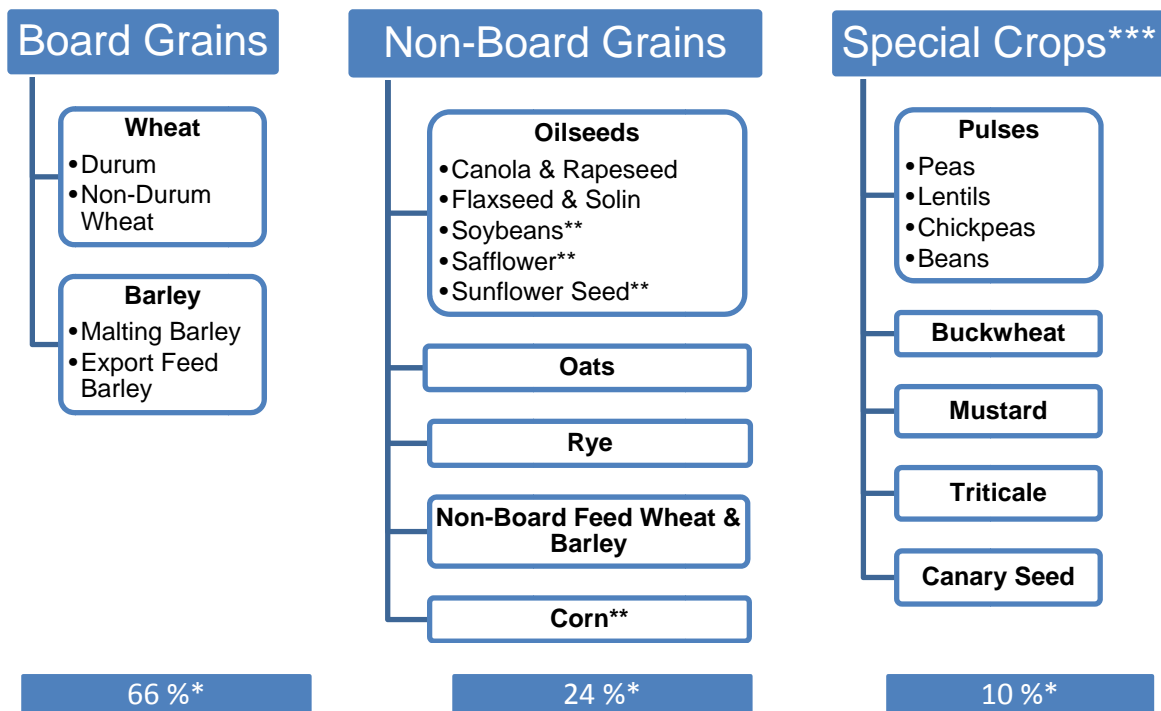 Board Grains
Wheat
•Durum
•Non-Durum
Wheat
Barley
•Malting Barley
•Export Feed
Barley
66 %*
Non-Board Grains
Oilseeds
•Canola & Rapeseed
•Flaxseed & Solin
•Soybeans**
•Safflower**
•Sunflower Seed**
Oats
Rye
Non-Board Feed Wheat &
Barley
Corn**
24 %*
Special Crops***
Pulses
•Peas
•Lentils
•Chickpeas
•Beans
Buckwheat
Mustard
Triticale
Canary Seed
10 %*